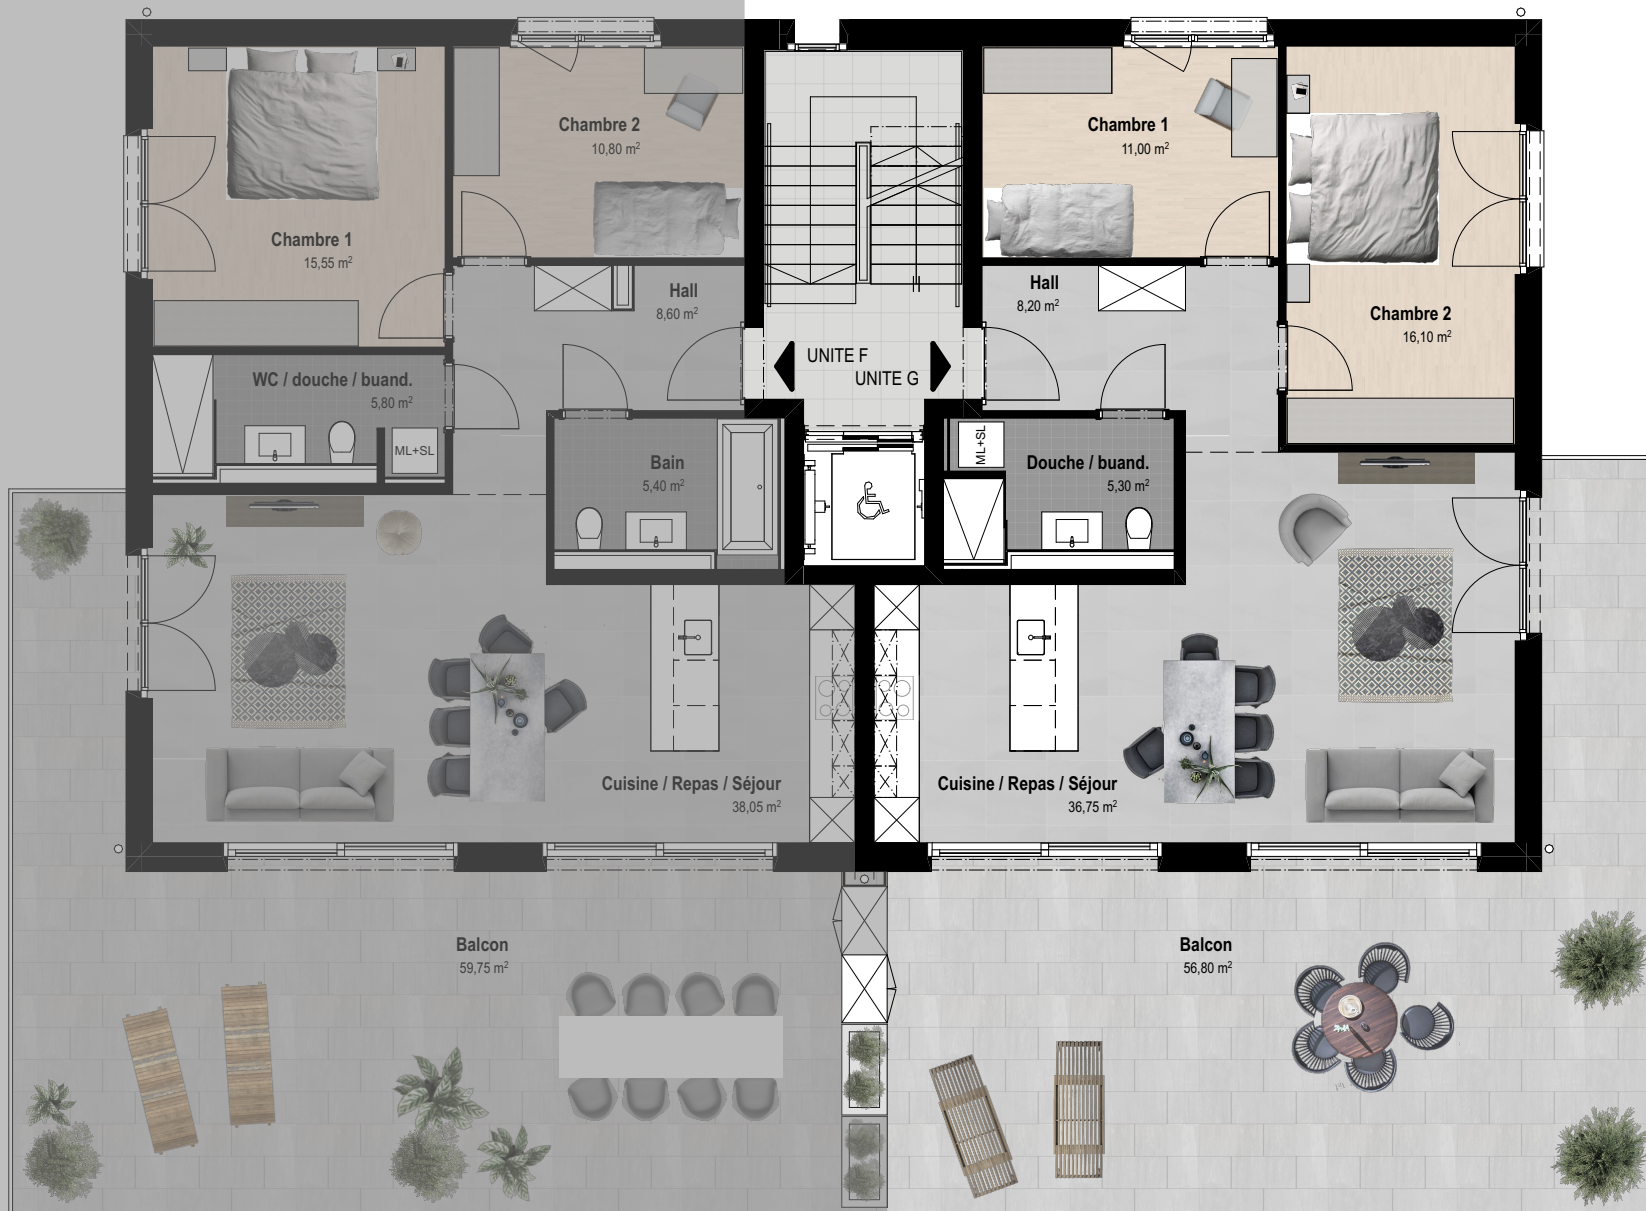 Chambre 1
15,55 m²
Chambre 2
10,80 m²
Hall
8,60 m²
WC / douche / buand.
5,80 m²
ML+SL
Bain
5,40 m²
Cuisine / Repas / Séjour
38,05 m²
Balcon
59,75 m²
UNITE F
UNITE G
Chambre 1
11,00 m²
Hall
8,20 m²
Chambre 2
16,10 m²
ML+SL
Douche / buand.
5,30 m²
Cuisine / Repas / Séjour
36,75 m²
Balcon
56,80 m²